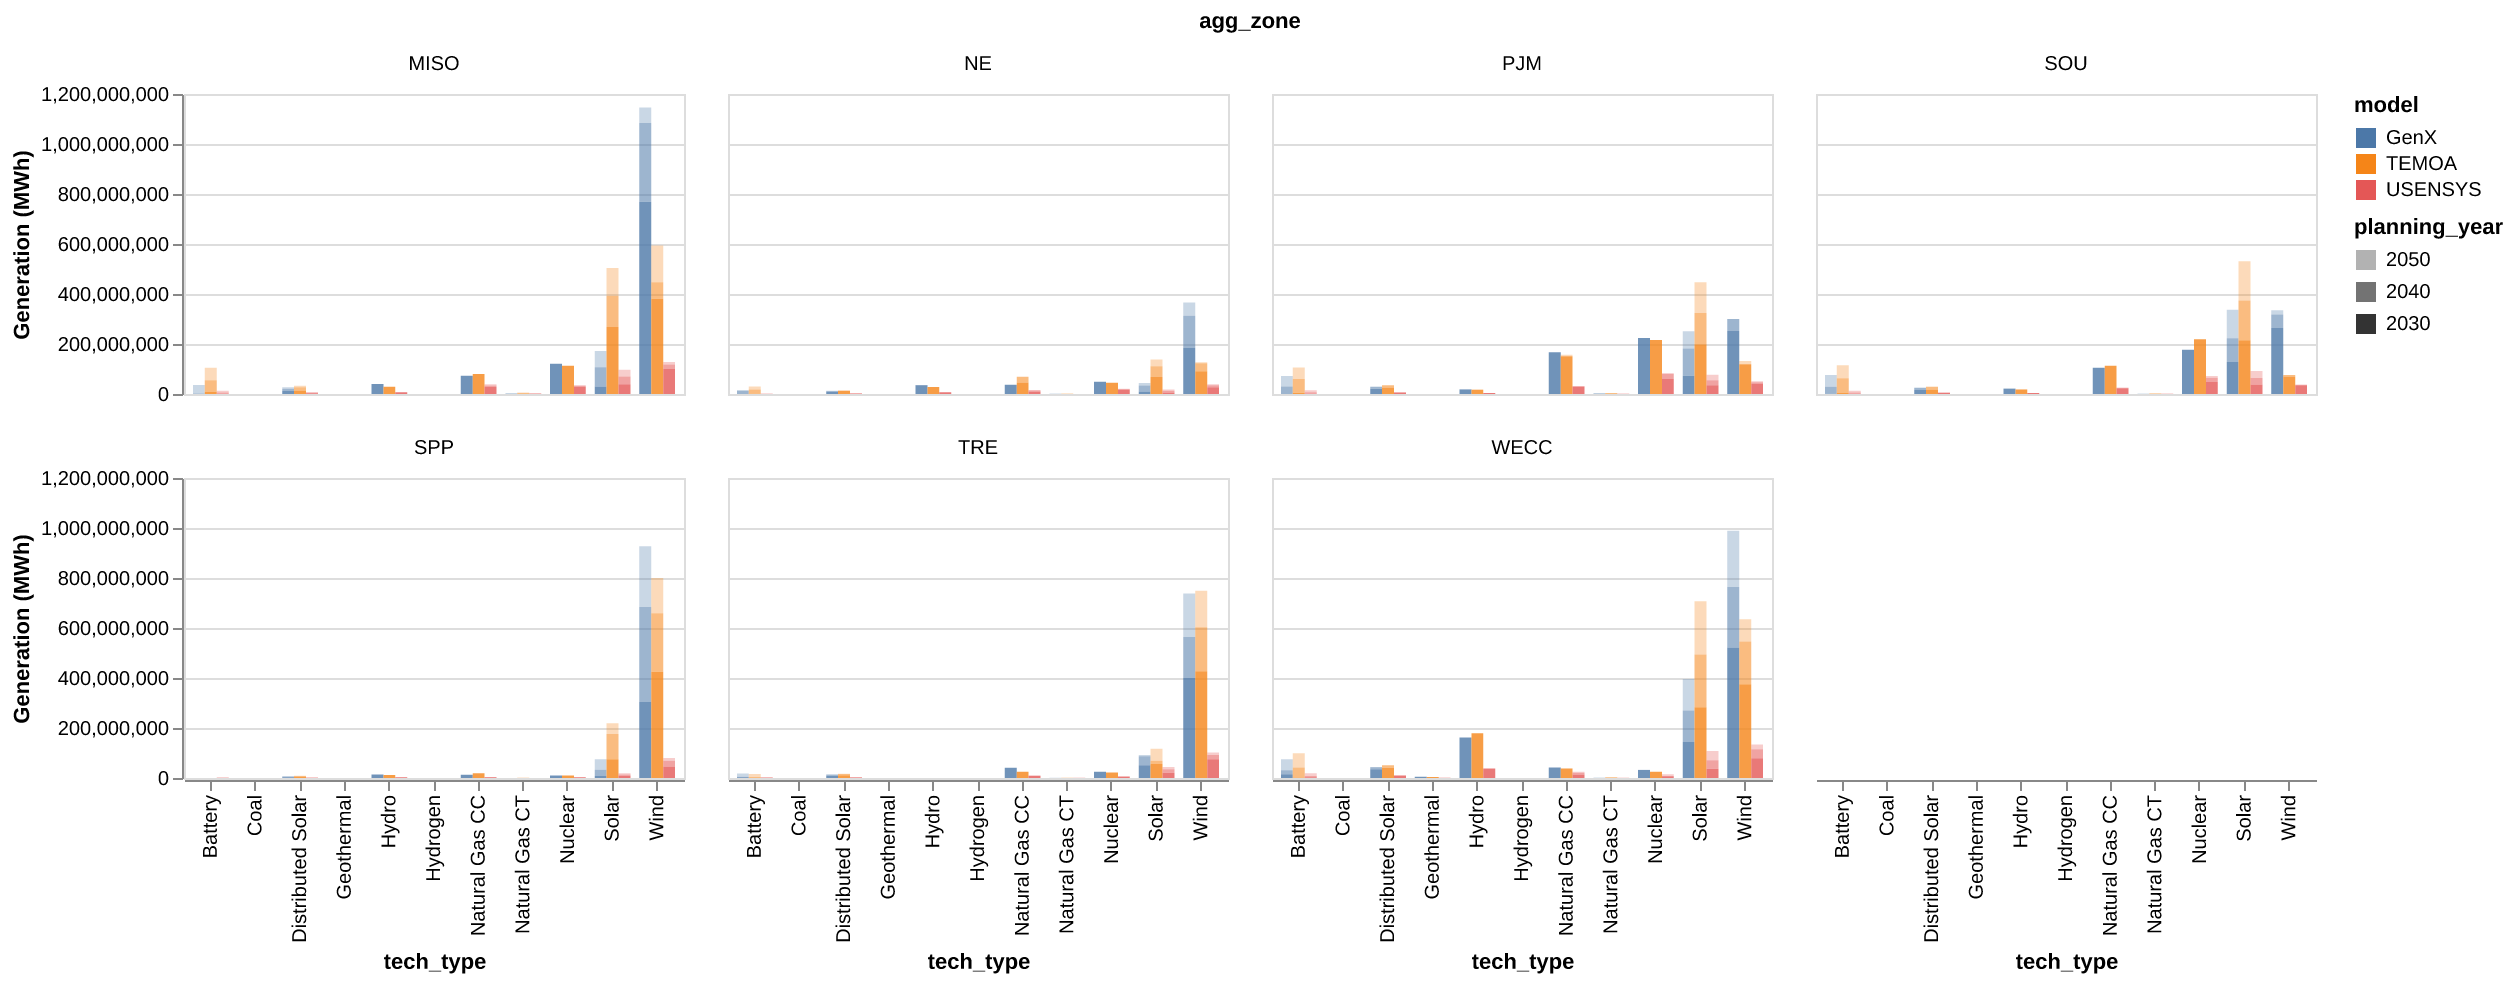 agg_zone
MISO
NE
PJM
SOU
1,200,000,000
1,000,000,000
800,000,000
600,000,000
400,000,000
200,000,000
0
Generation (MWh)
model
GenX
TEMOA
USENSYS
planning_year
2050
2040
2030
SPP
TRE
WECC
1,200,000,000
1,000,000,000
800,000,000
600,000,000
400,000,000
200,000,000
0
Generation (MWh)
Battery
Coal
Distributed Solar
Geothermal
Hydro
Hydrogen
Natural Gas CC
Natural Gas CT
Nuclear
Solar
Wind
Battery
Coal
Distributed Solar
Geothermal
Hydro
Hydrogen
Natural Gas CC
Natural Gas CT
Nuclear
Solar
Wind
Battery
Coal
Distributed Solar
Geothermal
Hydro
Hydrogen
Natural Gas CC
Natural Gas CT
Nuclear
Solar
Wind
Battery
Coal
Distributed Solar
Geothermal
Hydro
Hydrogen
Natural Gas CC
Natural Gas CT
Nuclear
Solar
Wind
tech_type
tech_type
tech_type
tech_type